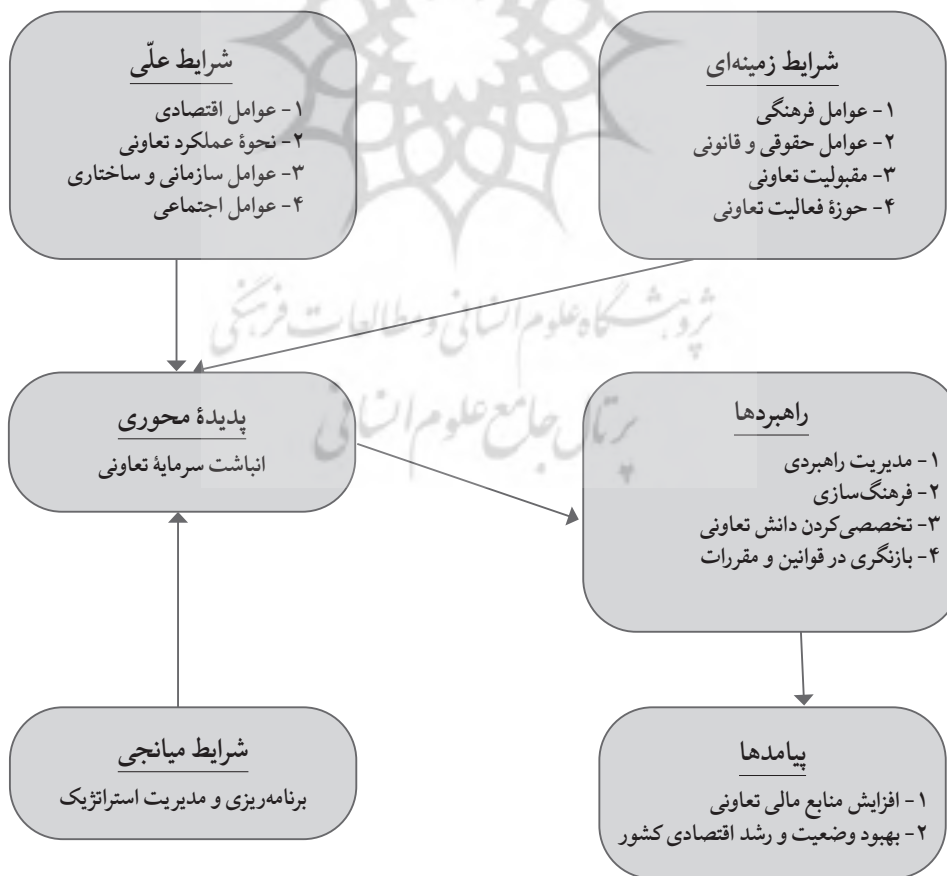 شرایط زمینه‌ای
۱- عوامل فرهنگی
۲- عوامل حقوقی و قانونی
۳- مقبولیت تعاونی
۴- حوزهٔ فعالیت تعاونی
شرایط علّی
۱- عوامل اقتصادی
۲- نحوهٔ عملکرد تعاونی
۳- عوامل سازمانی و ساختاری
۴- عوامل اجتماعی
پژوهشگاه علوم انسانی و مطالعات فرهنگی
پرتال جامع علوم انسانی
پدیدهٔ محوری
انباشت سرمایهٔ تعاونی
راهبردها
۱- مدیریت راهبردی
۲- فرهنگ‌سازی
۳- تخصصی‌کردن دانش تعاونی
۴- بازنگری در قوانین و مقررات
شرایط میانجی
برنامه‌ریزی و مدیریت استراتژیک
پیامدها
۱- افزایش منابع مالی تعاونی
۲- بهبود وضعیت و رشد اقتصادی کشور